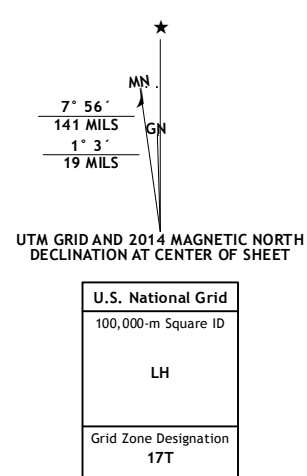 ★
MN
7° 56´
141 MILS
GN
1° 3´
19 MILS
UTM GRID AND 2014 MAGNETIC NORTH
DECLINATION AT CENTER OF SHEET
U.S. National Grid
100,000-m Square ID
LH
Grid Zone Designation
17T